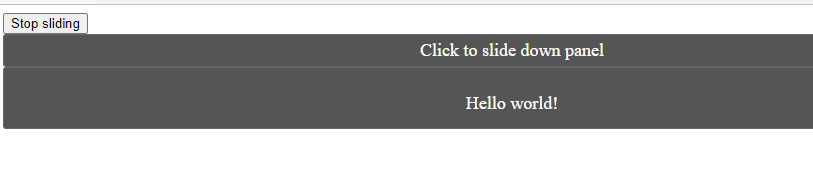 Stop sliding
Click to slide down panel
Hello world!